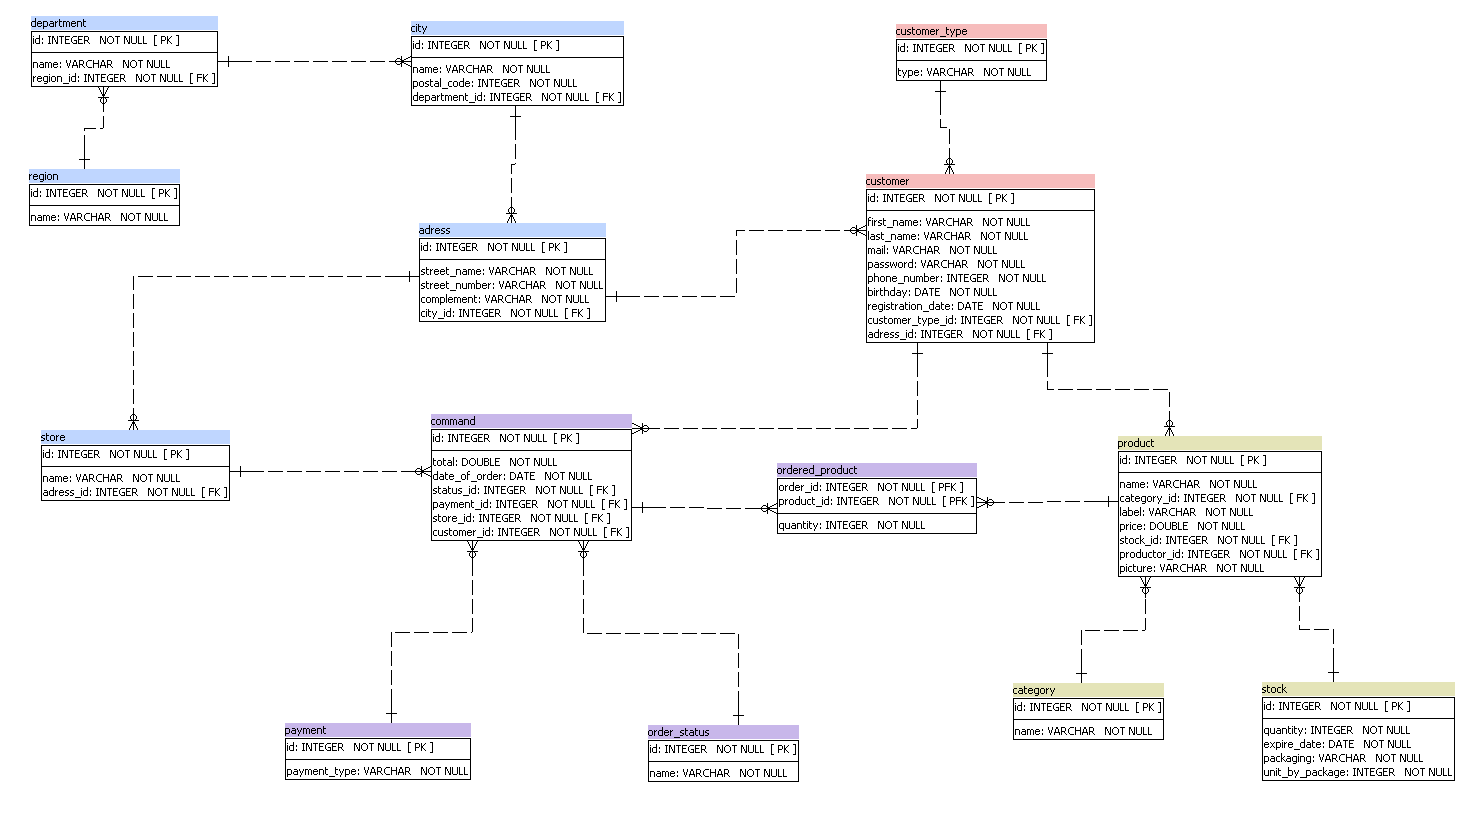 department
id: INTEGER NOT NULL [ PK ]
name: VARCHAR NOT NULL
region_id: INTEGER NOT NULL [ FK ]
city
id: INTEGER NOT NULL [ PK ]
name: VARCHAR NOT NULL
postal_code: INTEGER NOT NULL
department_id: INTEGER NOT NULL [ FK ]
customer_type
id: INTEGER NOT NULL [ PK ]
type: VARCHAR NOT NULL
region
id: INTEGER NOT NULL [ PK ]
name: VARCHAR NOT NULL
customer
id: INTEGER NOT NULL [ PK ]
first_name: VARCHAR NOT NULL
last_name: VARCHAR NOT NULL
mail: VARCHAR NOT NULL
password: VARCHAR NOT NULL
phone_number: INTEGER NOT NULL
birthday: DATE NOT NULL
registration_date: DATE NOT NULL
customer_type_id: INTEGER NOT NULL [ FK ]
adress_id: INTEGER NOT NULL [ FK ]
adress
id: INTEGER NOT NULL [ PK ]
street_name: VARCHAR NOT NULL
street_number: VARCHAR NOT NULL
complement: VARCHAR NOT NULL
city_id: INTEGER NOT NULL [ FK ]
store
id: INTEGER NOT NULL [ PK ]
name: VARCHAR NOT NULL
adress_id: INTEGER NOT NULL [ FK ]
command
id: INTEGER NOT NULL [ PK ]
total: DOUBLE NOT NULL
date_of_order: DATE NOT NULL
status_id: INTEGER NOT NULL [ FK ]
payment_id: INTEGER NOT NULL [ FK ]
store_id: INTEGER NOT NULL [ FK ]
customer_id: INTEGER NOT NULL [ FK ]
ordered_product
order_id: INTEGER NOT NULL [ PFK ]
product_id: INTEGER NOT NULL [ PFK ]
quantity: INTEGER NOT NULL
product
id: INTEGER NOT NULL [ PK ]
name: VARCHAR NOT NULL
category_id: INTEGER NOT NULL [ FK ]
label: VARCHAR NOT NULL
price: DOUBLE NOT NULL
stock_id: INTEGER NOT NULL [ FK ]
productor_id: INTEGER NOT NULL [ FK ]
picture: VARCHAR NOT NULL
payment
id: INTEGER NOT NULL [ PK ]
payment_type: VARCHAR NOT NULL
order_status
id: INTEGER NOT NULL [ PK ]
name: VARCHAR NOT NULL
category
id: INTEGER NOT NULL [ PK ]
name: VARCHAR NOT NULL
stock
id: INTEGER NOT NULL [ PK ]
quantity: INTEGER NOT NULL
expire_date: DATE NOT NULL
packaging: VARCHAR NOT NULL
unit_by_package: INTEGER NOT NULL